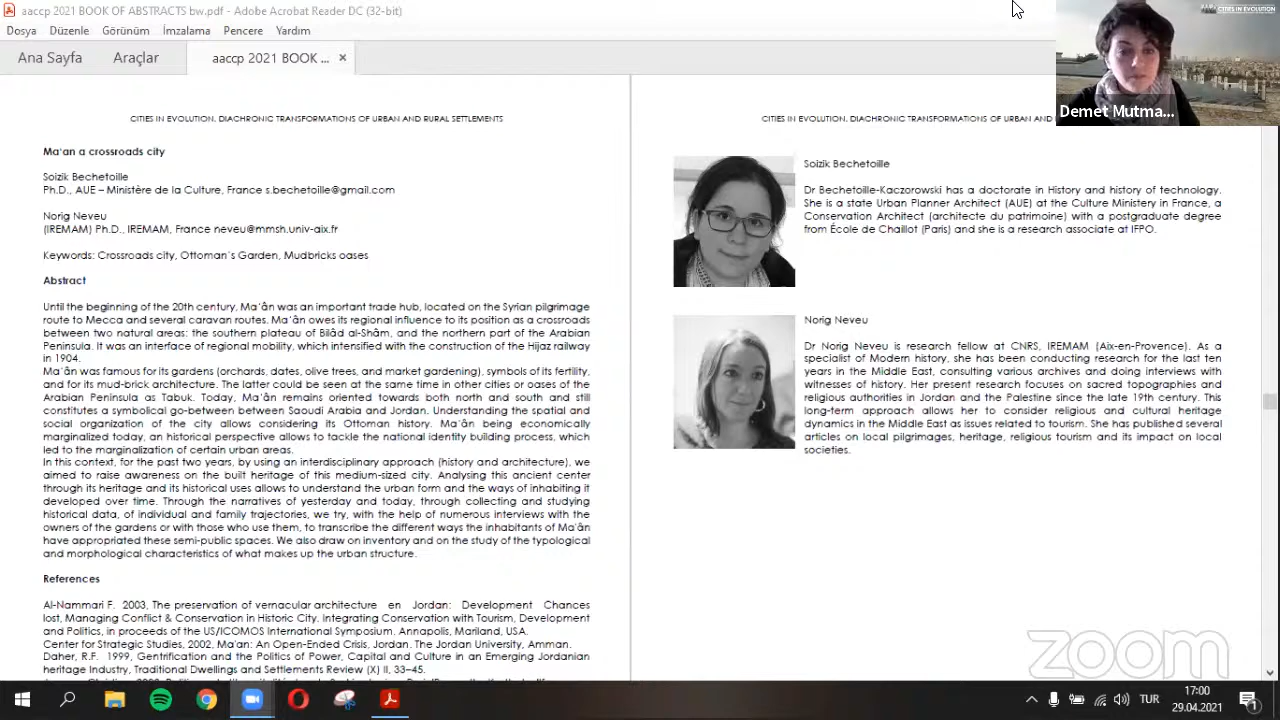 aaccp 2021 BOOK OF ABSTRACTS bw.pdf - Adobe Acrobat Reader DC (32-bit)
Dosya Düzenle Görünüm İmzalama Pencere Yardım
Ana Sayfa Araçlar aaccp 2021 BOOK ... ×
CITIES IN EVOLUTION
Demet Mutma...
CITIES IN EVOLUTION. DIACHRONIC TRANSFORMATIONS OF URBAN AND RURAL SETTLEMENTS
Ma'an a crossroads city
Soizik Bechetoille
Ph.D., AUE – Ministère de la Culture, France s.bechetoille@gmail.com
Norig Neveu
(IREMAM) Ph.D., IREMAM, France neveu@mmsh.univ-aix.fr
Keywords: Crossroads city, Ottoman´s Garden, Mudbricks oases
Abstract
Until the beginning of the 20th century, Ma'ân was an important trade hub, located on the Syrian pilgrimage
route to Mecca and several caravan routes. Ma'ân owes its regional influence to its position as a crossroads
between two natural areas: the southern plateau of Bilâd al-Shâm, and the northern part of the Arabian
Peninsula. It was an interface of regional mobility, which intensified with the construction of the Hijaz railway
in 1904.
Ma'ân was famous for its gardens (orchards, dates, olive trees, and market gardening), symbols of its fertility,
and for its mud-brick architecture. The latter could be seen at the same time in other cities or oases of the
Arabian Peninsula as Tabuk. Today, Ma'ân remains oriented towards both north and south and still
constitutes a symbolical go-between between Saoudi Arabia and Jordan. Understanding the spatial and
social organization of the city allows considering its Ottoman history. Ma'ân being economically
marginalized today, an historical perspective allows to tackle the national identity building process, which
led to the marginalization of certain urban areas.
In this context, for the past two years, by using an interdisciplinary approach (history and architecture), we
aimed to raise awareness on the built heritage of this medium-sized city. Analysing this ancient center
through its heritage and its historical uses allows to understand the urban form and the ways of inhabiting it
developed over time. Through the narratives of yesterday and today, through collecting and studying
historical data, of individual and family trajectories, we try, with the help of numerous interviews with the
owners of the gardens or with those who use them, to transcribe the different ways the inhabitants of Ma'ân
have appropriated these semi-public spaces. We also draw on inventory and on the study of the typological
and morphological characteristics of what makes up the urban structure.
References
Al-Nammari F. 2003, The preservation of vernacular architecture en Jordan: Development Chances
lost, Managing Conflict & Conservation in Historic City. Integrating Conservation with Tourism, Development
and Politics, in proceeds of the US/ICOMOS International Symposium. Annapolis, Mariland, USA.
Center for Strategic Studies, 2002, Ma'an: An Open-Ended Crisis, Jordan. The Jordan University, Amman.
Daher, R.F. 1999, Gentrification and the Politics of Power, Capital and Culture in an Emerging Jordanian
heritage Industry, Traditional Dwellings and Settlements Review (X) II, 33–45
CITIES IN EVOLUTION. DIACHRONIC TRANSFORMATIONS OF URBAN AND
Soizik Bechetoille
Dr Bechetoille-Kaczorowski has a doctorate in History and history of technology.
She is a state Urban Planner Architect (AUE) at the Culture Ministery in France, a
Conservation Architect (architecte du patrimoine) with a postgraduate degree
from École de Chaillot (Paris) and she is a research associate at IFPO.
Norig Neveu
Dr Norig Neveu is research fellow at CNRS, IREMAM (Aix-en-Provence). As a
specialist of Modern history, she has been conducting research for the last ten
years in the Middle East, consulting various archives and doing interviews with
witnesses of history. Her present research focuses on sacred topographies and
religious authorities in Jordan and the Palestine since the late 19th century. This
long-term approach allows her to consider religious and cultural heritage
dynamics in the Middle East as issues related to tourism. She has published several
articles on local pilgrimages, heritage, religious tourism and its impact on local
societies.
zoom
TUR 17:00
29.04.2021
1